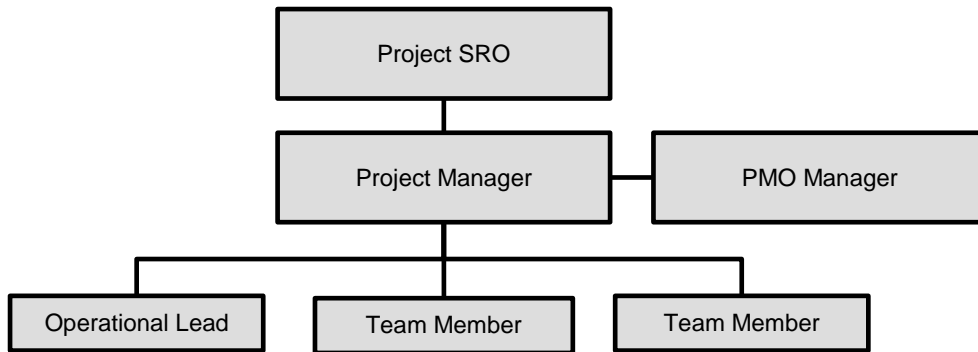 Project SRO
Project Manager
PMO Manager
Operational Lead
Team Member
Team Member